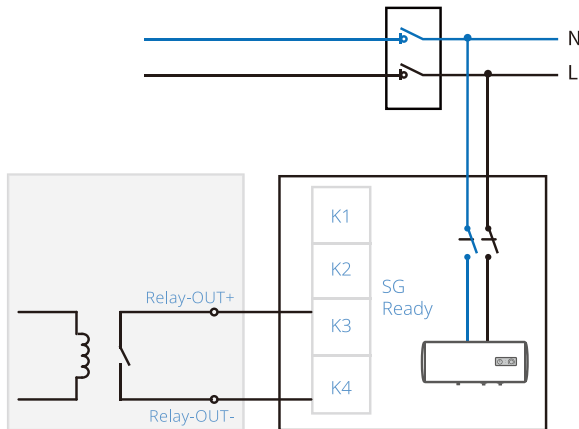 N
L
K1
K2
SG
Ready
Relay-OUT+
K3
K4
Relay-OUT-